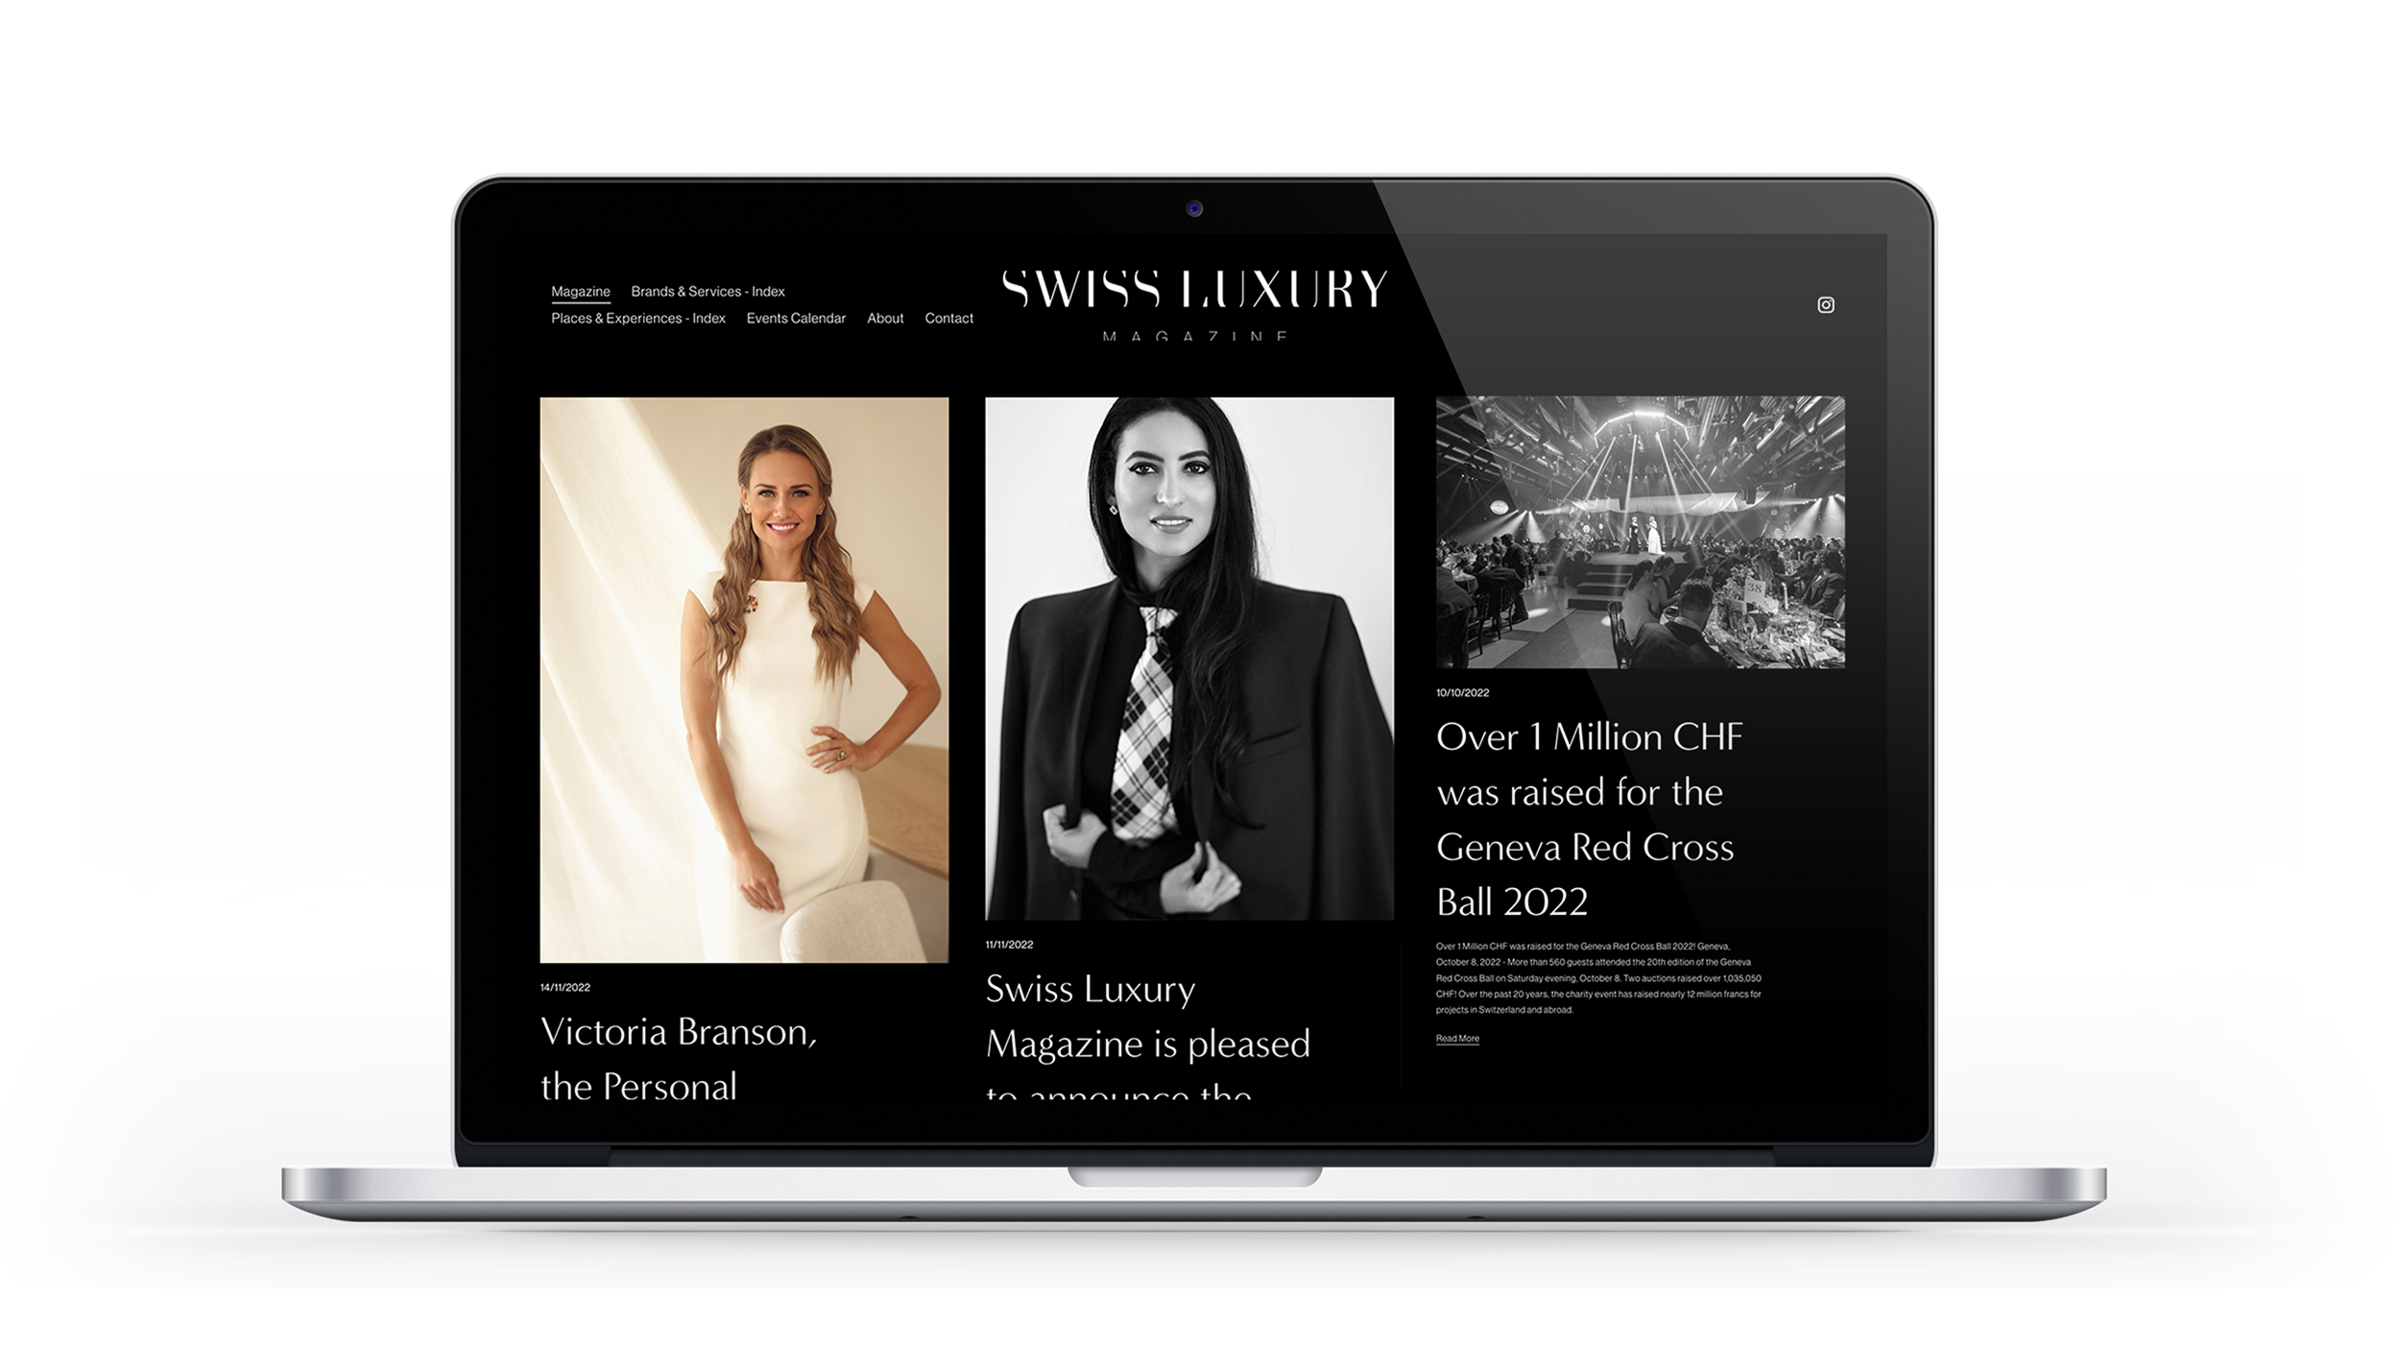 Magazine Brands & Services - Index
Places & Experiences - Index Events Calendar About Contact
SWISS LUXURY
MAGAZINE
14/11/2022
Victoria Branson,
the Personal
11/11/2022
Swiss Luxury
Magazine is pleased
to announce the
38
10/10/2022
Over 1 Million CHF
was raised for the
Geneva Red Cross
Ball 2022
Over 1 Million CHF was raised for the Geneva Red Cross Ball 2022! Geneva,
October 8, 2022 - More than 560 guests attended the 20th edition of the Geneva
Red Cross Ball on Saturday evening, October 8. Two auctions raised over 1,035,050
CHF! Over the past 20 years, the charity event has raised nearly 12 million francs for
projects in Switzerland and abroad.
Read More